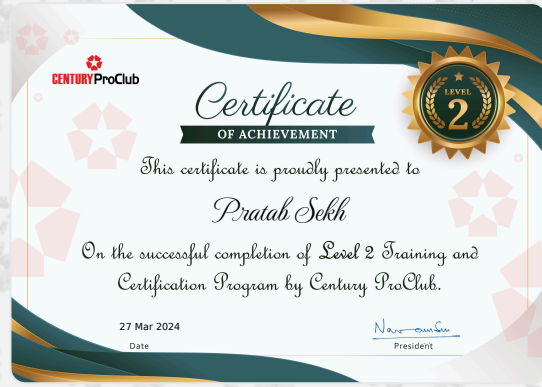 CENTURY ProClub
Certificate
OF ACHIEVEMENT
LEVEL
2
This certificate is proudly presented to
Pratab Sekh
On the successful completion of Level 2 Training and
Certification Program by Century ProClub.
27 Mar 2024
Date
President